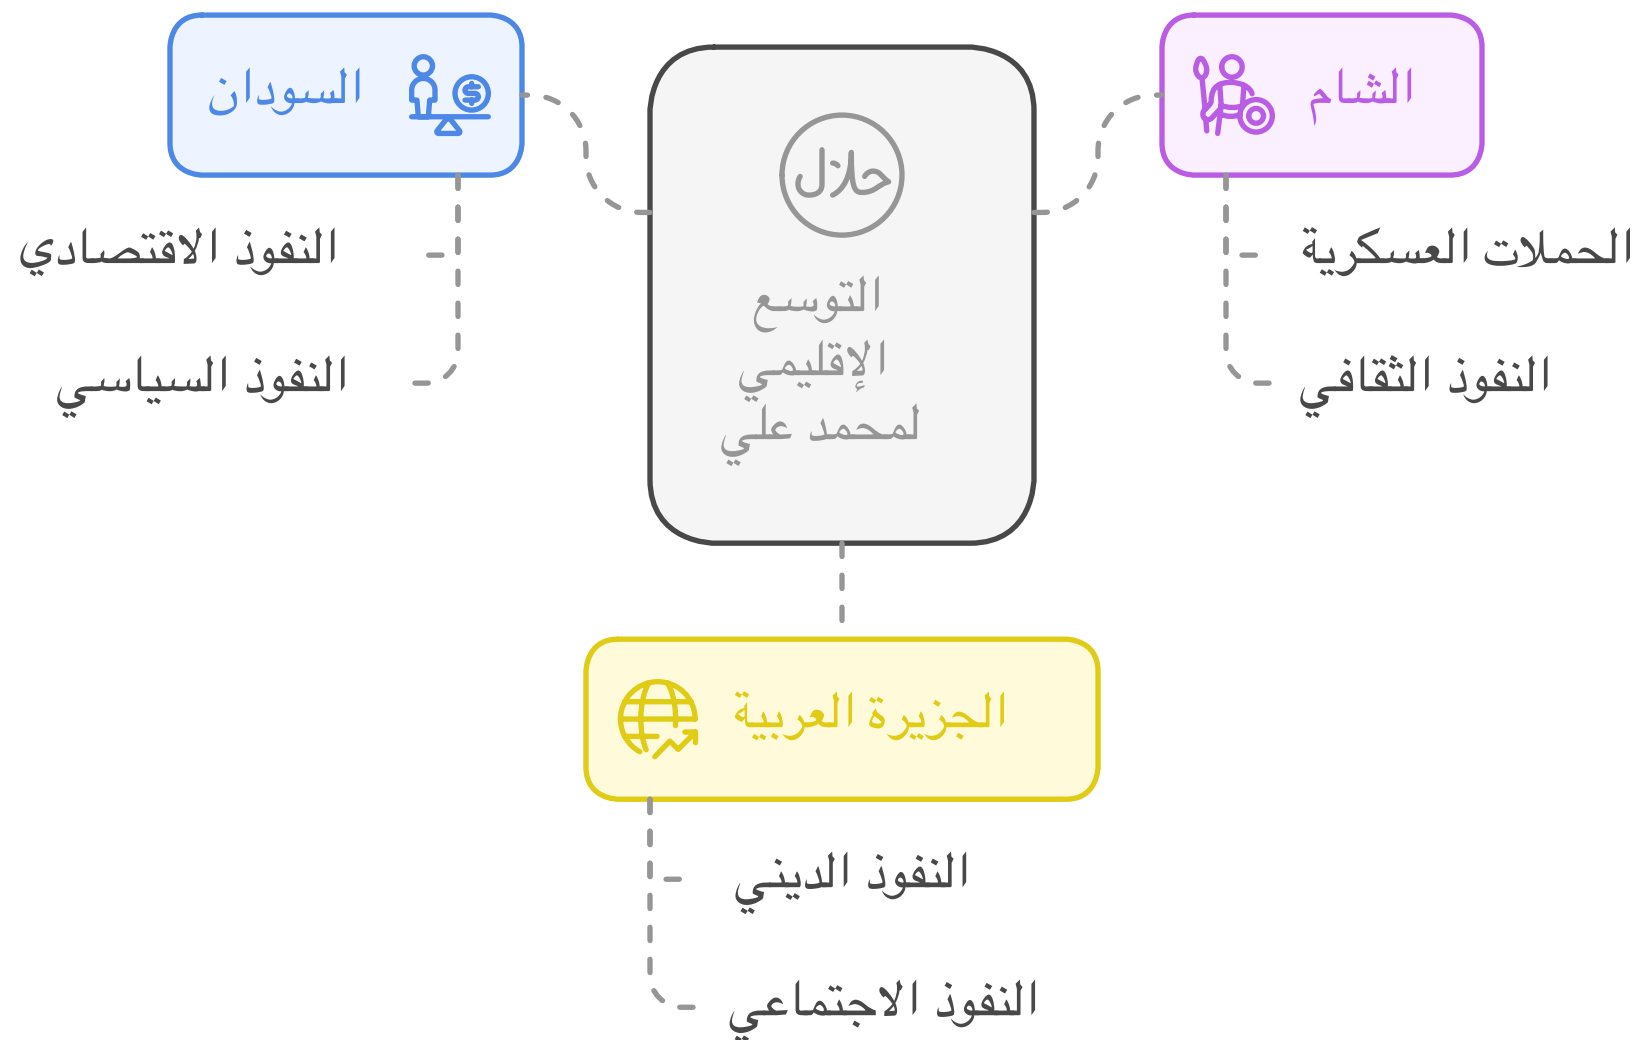 الشام
الحملات العسكرية
النفوذ الثقافي
حلال
التوسع
الإقليمي
لمحمد علي
السودان
النفوذ الاقتصادي
النفوذ السياسي
الجزيرة العربية
النفوذ الديني
النفوذ الاجتماعي